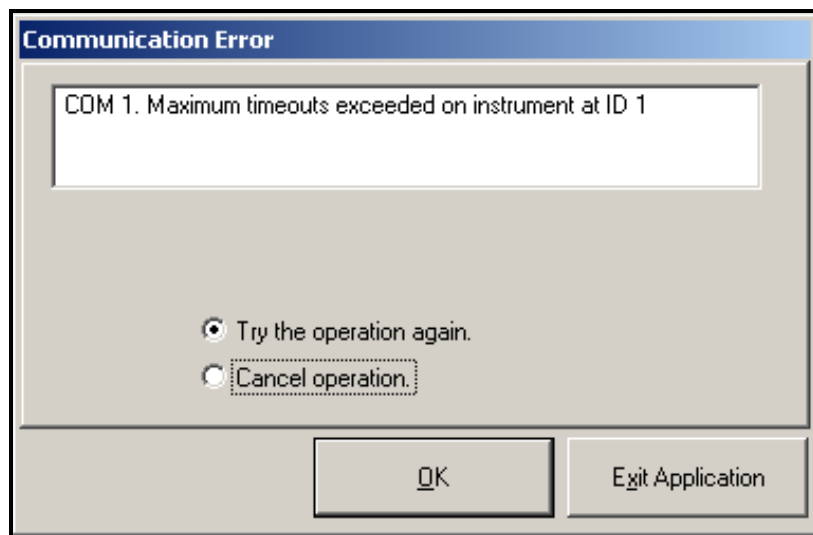 Communication Error
COM 1. Maximum timeouts exceeded on instrument at ID 1
Try the operation again.
Cancel operation.
OK
Exit Application